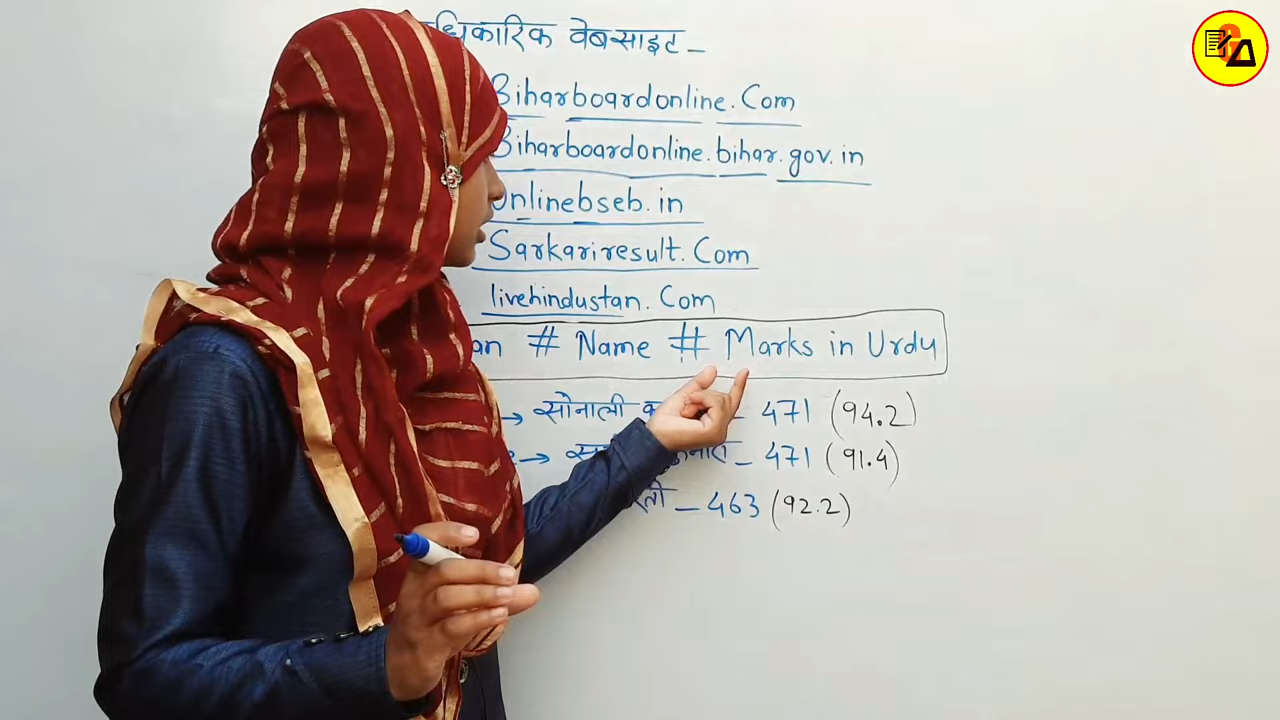 आधिकारिक वेबसाइट -
Biharboardonline.Com
Biharboardonline.bihar.gov.in
Onlinebseb.in
Sarkariresult.Com
livehindustan.Com
# Name # Marks in Urdu
→ सोनाली - 471 (94.2)
→ - 471 (91.4)
- 463 (92.2)